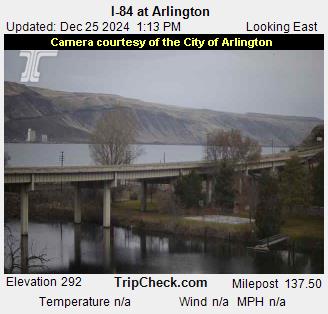 I-84 at Arlington
Updated: Dec 25 2024 1:13 PM Looking East
Camera courtesy of the City of Arlington
Elevation 292 TripCheck.com Milepost 137.50
Temperature n/a Wind n/a MPH n/a